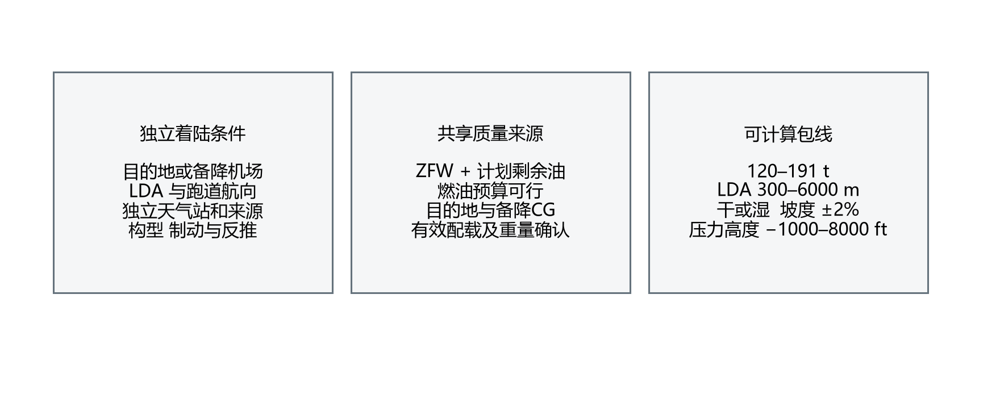 独立着陆条件
目的地或备降机场
LDA 与跑道航向
独立天气站和来源
构型 制动与反推
共享质量来源
ZFW + 计划剩余油
燃油预算可行
目的地与备降CG
有效配载及重量确认
可计算包线
120–191 t
LDA 300–6000 m
干或湿  坡度 ±2%
压力高度 −1000–8000 ft